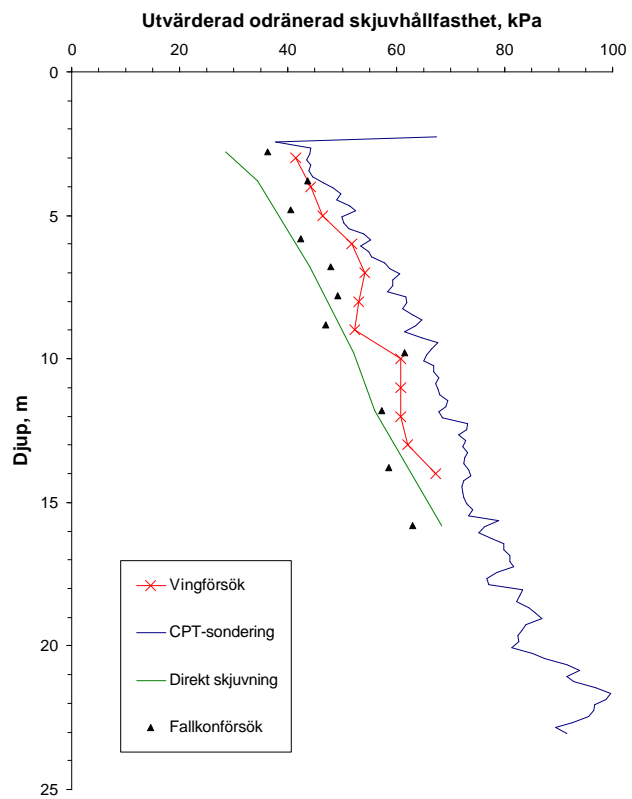 Utvärderad odränerad skjuvhållfasthet, kPa
0 20 40 60 80 100
0
5
10
15
20
25
Djup, m
Vingförsök
CPT-sondering
Direkt skjuvning
Fallkonförsök